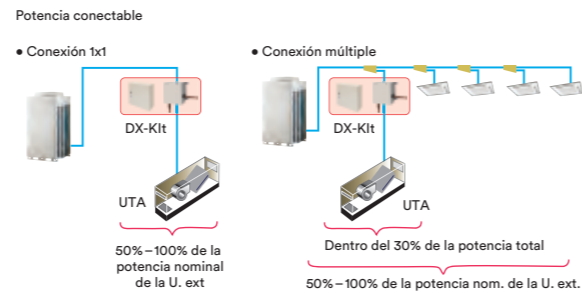 Potencia conectable
• Conexión 1x1
DX-KIt
UTA
50%–100% de la
potencia nominal
de la U. ext
• Conexión múltiple
DX-KIt
UTA
Dentro del 30% de la potencia total
50%–100% de la potencia nom. de la U. ext.